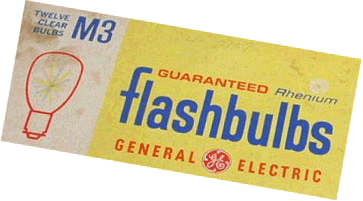 TWELVE
CLEAR
BULBS
M3
GUARANTEED Rhenium
flashbulbs
GENERAL GE ELECTRIC